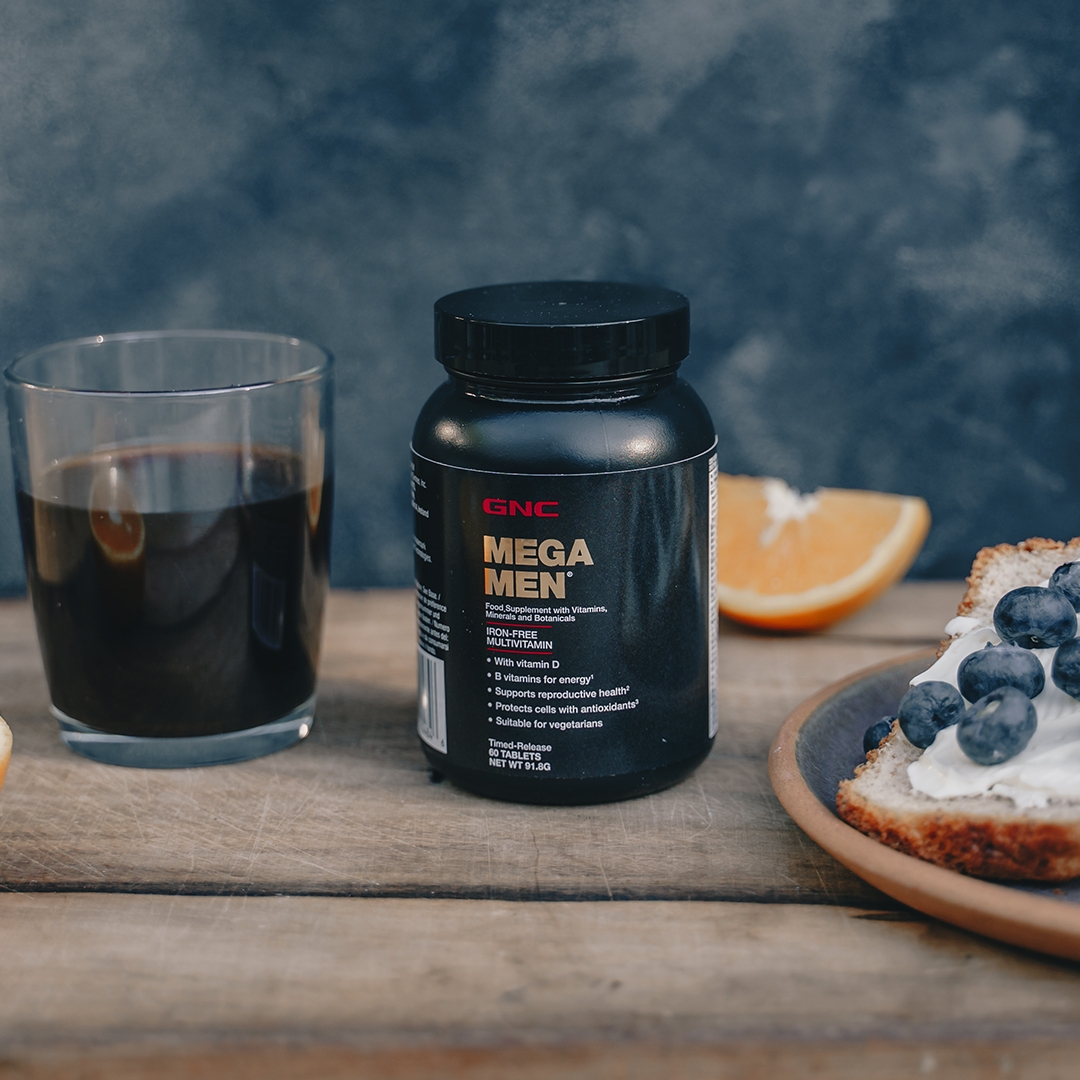 GNC
MEGA
MEN®
Food Supplement with Vitamins,
Minerals and Botanicals
IRON-FREE
MULTIVITAMIN
• With vitamin D
• B vitamins for energy¹
• Supports reproductive health²
• Protects cells with antioxidants³
• Suitable for vegetarians
Timed-Release
60 TABLETS
NET WT 91.8G